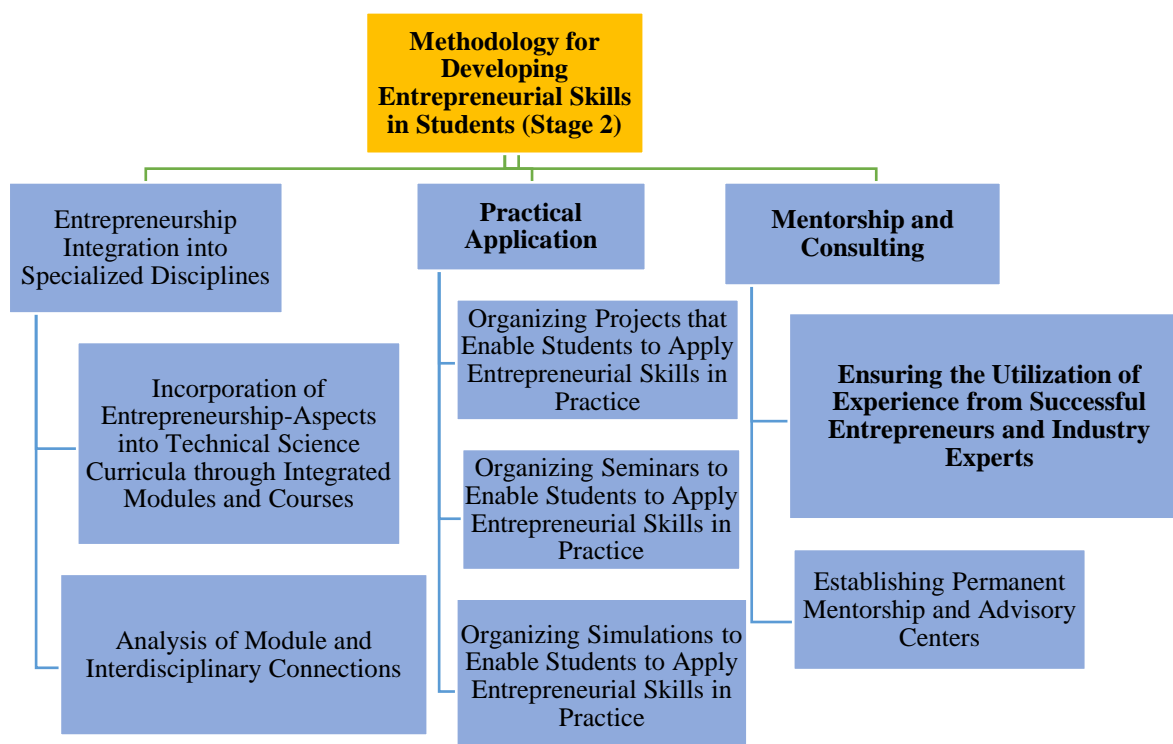 Methodology for
Developing
Entrepreneurial Skills
in Students (Stage 2)
Entrepreneurship
Integration into
Specialized Disciplines
Incorporation of
Entrepreneurship-Aspects
into Technical Science
Curricula through Integrated
Modules and Courses
Analysis of Module and
Interdisciplinary Connections
Practical
Application
Organizing Projects that
Enable Students to Apply
Entrepreneurial Skills in
Practice
Organizing Seminars to
Enable Students to Apply
Entrepreneurial Skills in
Practice
Organizing Simulations to
Enable Students to Apply
Entrepreneurial Skills in
Practice
Mentorship and
Consulting
Ensuring the Utilization of
Experience from Successful
Entrepreneurs and Industry
Experts
Establishing Permanent
Mentorship and Advisory
Centers